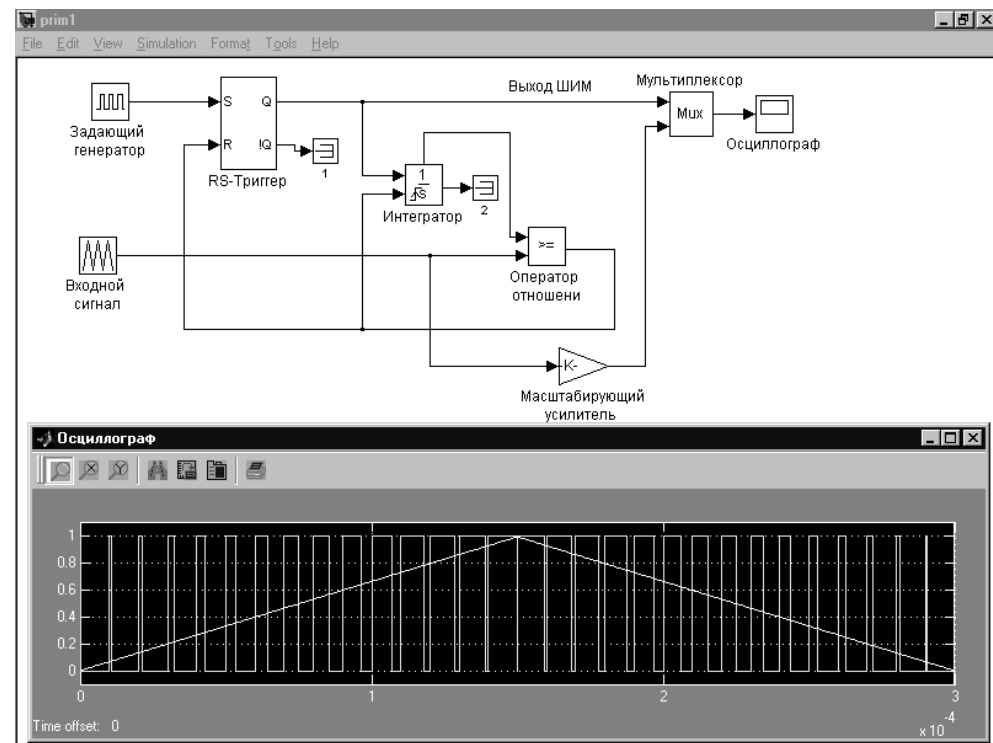 prim1
File Edit View Simulation Format Tools Help
Задающий
генератор
S Q
R !Q
RS-Триггер
1
Выход ШИМ
Мультиплексор
Mux
Осциллограф
1
s
Интегратор
2
>=
Оператор
отношени
Входной
сигнал
-K-
Масштабирующий
усилитель
Осциллограф
1
0.8
0.6
0.4
0.2
0
0 1 2 3
Time offset: 0
x 10
-4